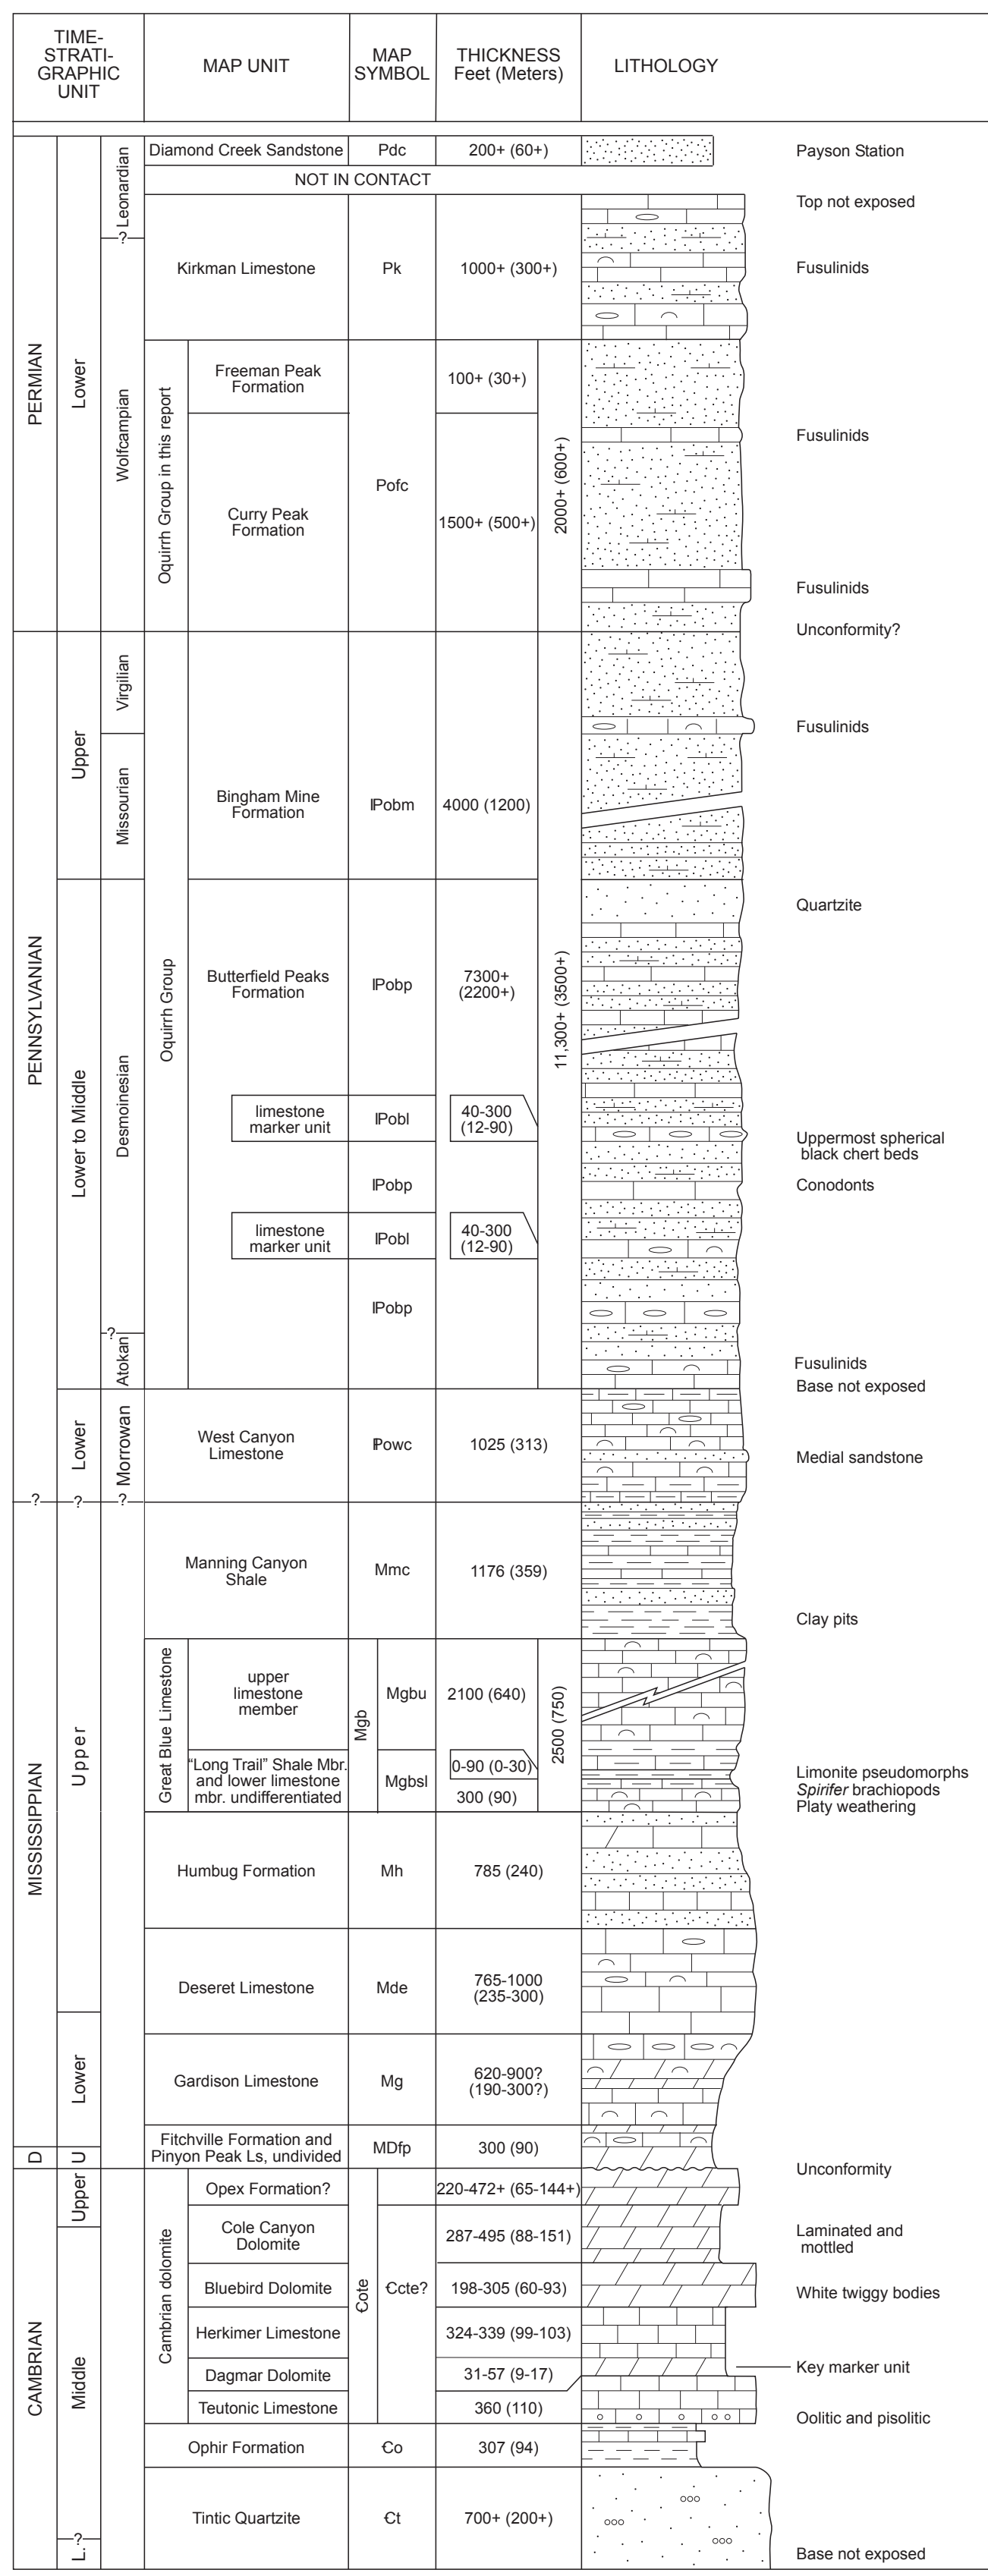 TIME-
STRATI-
GRAPHIC
UNIT
MAP UNIT
MAP
SYMBOL
THICKNESS
Feet (Meters)
LITHOLOGY
PERMIAN
Lower
Leonardian
?
Wolfcampian
Diamond Creek Sandstone
Pdc
200+ (60+)
Payson Station
NOT IN CONTACT
Top not exposed
Kirkman Limestone
Pk
1000+ (300+)
Fusulinids
Oquirrh Group in this report
Freeman Peak
Formation
100+ (30+)
Pofc
2000+ (600+)
Fusulinids
Curry Peak
Formation
1500+ (500+)
Fusulinids
Unconformity?
PENNSYLVANIAN
Upper
Virgilian
Missourian
Fusulinids
Oquirrh Group
Bingham Mine
Formation
IPobm
4000 (1200)
11,300+ (3500+)
Lower to Middle
Desmoinesian
Quartzite
Butterfield Peaks
Formation
IPobp
7300+
(2200+)
limestone
marker unit
IPobl
40-300
(12-90)
Uppermost spherical
black chert beds
IPobp
Conodonts
limestone
marker unit
IPobl
40-300
(12-90)
IPobp
?
Atokan
Fusulinids
Base not exposed
Lower
Morrowan
West Canyon
Limestone
IPowc
1025 (313)
Medial sandstone
?
?
?
MISSISSIPPIAN
Upper
Manning Canyon
Shale
Mmc
1176 (359)
Clay pits
Great Blue Limestone
upper
limestone
member
Mgb
Mgbu
2100 (640)
2500 (750)
"Long Trail" Shale Mbr.
and lower limestone
mbr. undifferentiated
Mgbsl
0-90 (0-30)
300 (90)
Limonite pseudomorphs
Spirifer brachiopods
Platy weathering
Humbug Formation
Mh
785 (240)
Deseret Limestone
Mde
765-1000
(235-300)
Lower
Gardison Limestone
Mg
620-900?
(190-300?)
D
U
Fitchville Formation and
Pinyon Peak Ls, undivided
MDfp
300 (90)
Unconformity
CAMBRIAN
Upper
Cambrian dolomite
Opex Formation?
220-472+ (65-144+)
Middle
Cole Canyon
Dolomite
Ꞓote
Ꞓcte?
287-495 (88-151)
Laminated and
mottled
Bluebird Dolomite
198-305 (60-93)
White twiggy bodies
Herkimer Limestone
324-339 (99-103)
Dagmar Dolomite
31-57 (9-17)
Key marker unit
Teutonic Limestone
360 (110)
Oolitic and pisolitic
Ophir Formation
Ꞓo
307 (94)
Tintic Quartzite
Ꞓt
700+ (200+)
?
L.
Base not exposed